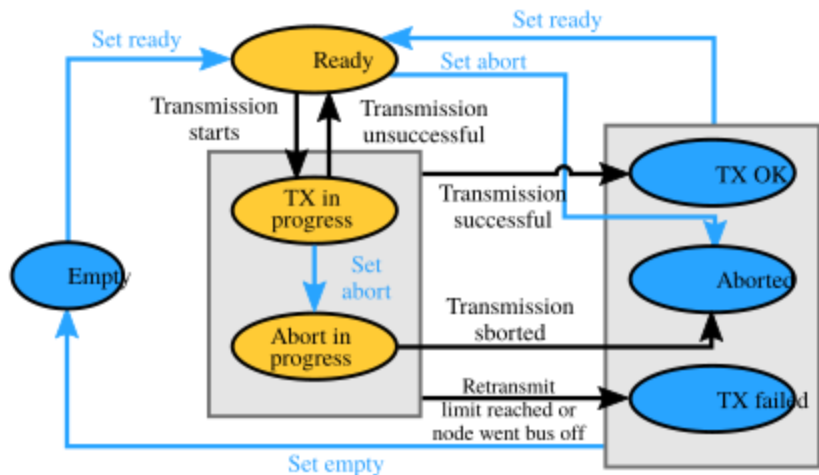 Set ready
Set ready
Ready
Set abort
Transmission
starts
Transmission
unsuccessful
TX in
progress
TX OK
Transmission
successful
Set
abort
Empty
Aborted
Transmission
sborted
Abort in
progress
Retransmit
limit reached or
node went bus off
TX failed
Set empty